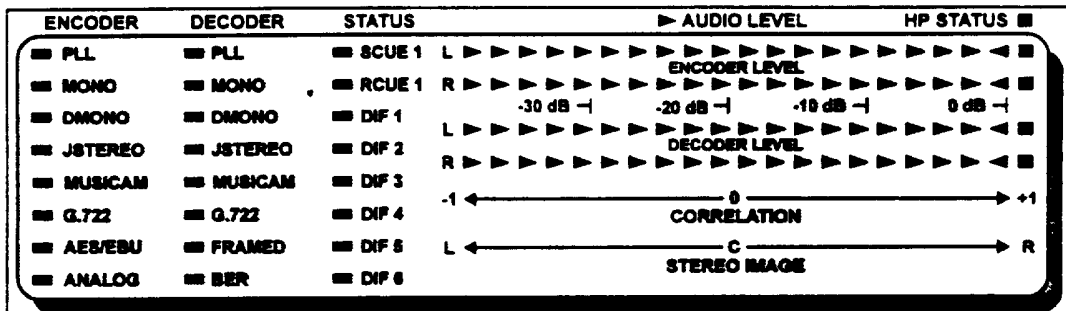 ENCODER DECODER STATUS ► AUDIO LEVEL HP STATUS ■
PLL PLL SCUE 1 L
ENCODER LEVEL
MONO MONO RCUE 1 R
-30 dB -20 dB -10 dB 0 dB
DMONO DMONO DIF 1 L
DECODER LEVEL
JSTEREO JSTEREO DIF 2 R
MUSICAM MUSICAM DIF 3 -1 0 +1
CORRELATION
G.722 G.722 DIF 4
AES/EBU FRAMED DIF 5 L C R
STEREO IMAGE
ANALOG BER DIF 6